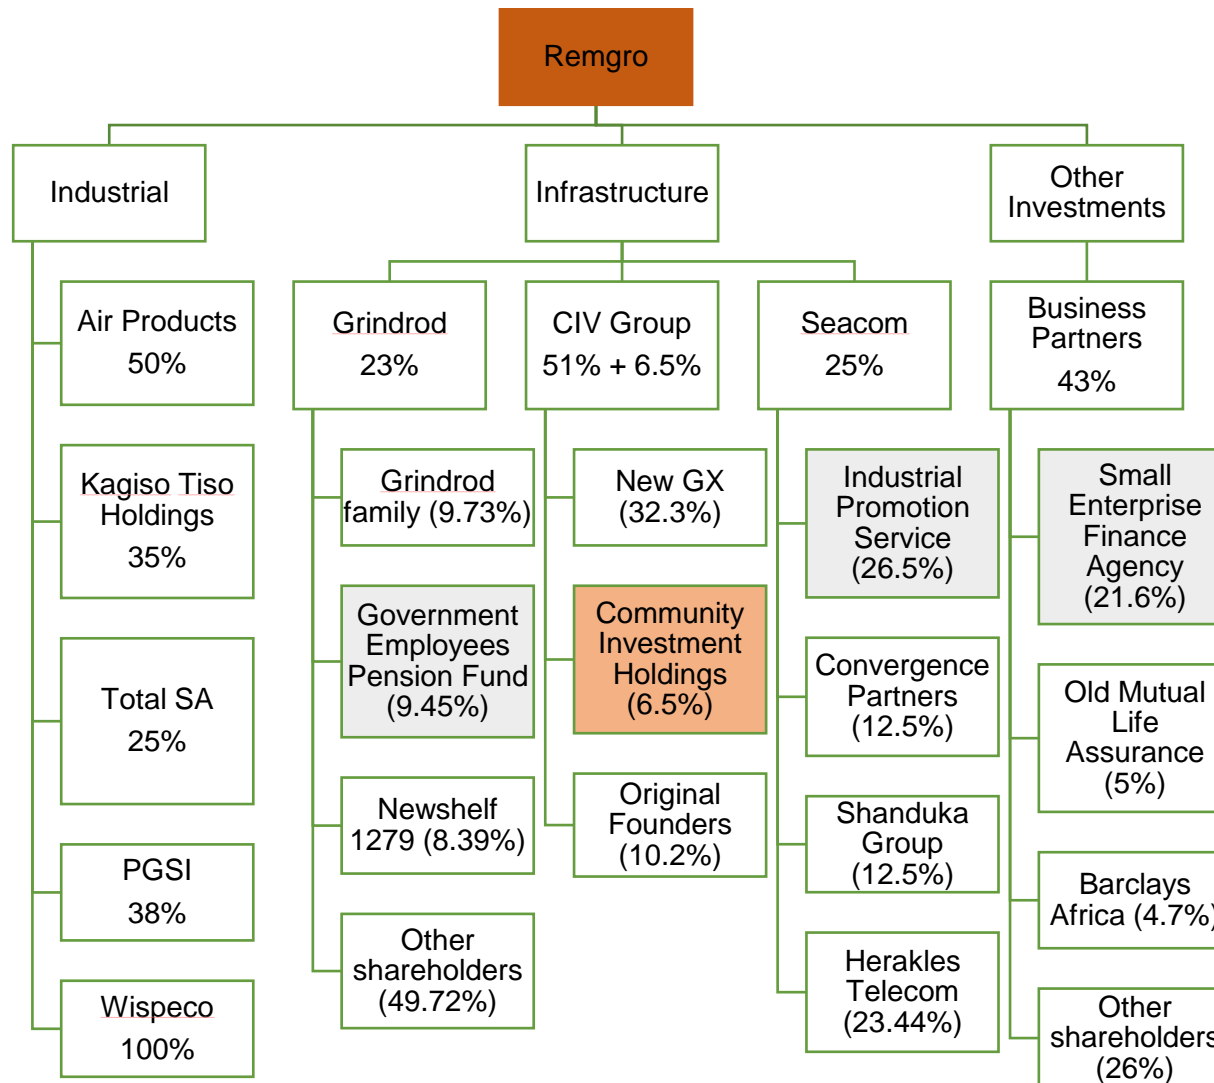 Remgro
Industrial
Infrastructure
Other
Investments
Air Products
50%
Kagiso Tiso
Holdings
35%
Total SA
25%
PGSI
38%
Wispeco
100%
Grindrod
23%
Grindrod
family (9.73%)
Government
Employees
Pension Fund
(9.45%)
Newshelf
1279 (8.39%)
Other
shareholders
(49.72%)
CIV Group
51% + 6.5%
New GX
(32.3%)
Community
Investment
Holdings
(6.5%)
Original
Founders
(10.2%)
Seacom
25%
Industrial
Promotion
Service
(26.5%)
Convergence
Partners
(12.5%)
Shanduka
Group
(12.5%)
Herakles
Telecom
(23.44%)
Business
Partners
43%
Small
Enterprise
Finance
Agency
(21.6%)
Old Mutual
Life
Assurance
(5%)
Barclays
Africa (4.7%)
Other
shareholders
(26%)